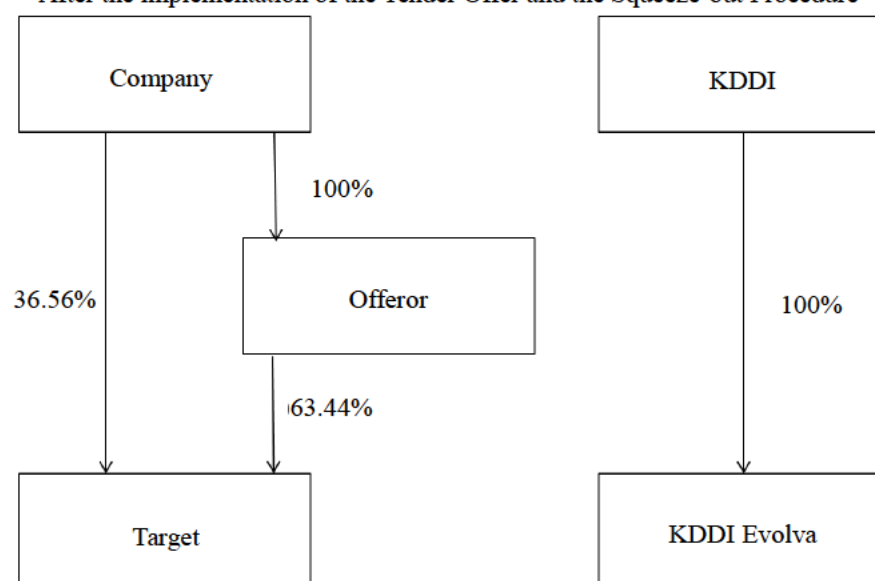 After the Implementation of the Tender Offer and the Squeeze-out Procedure
Company
KDDI
100%
Offeror
36.56%
100%
63.44%
Target
KDDI Evolva